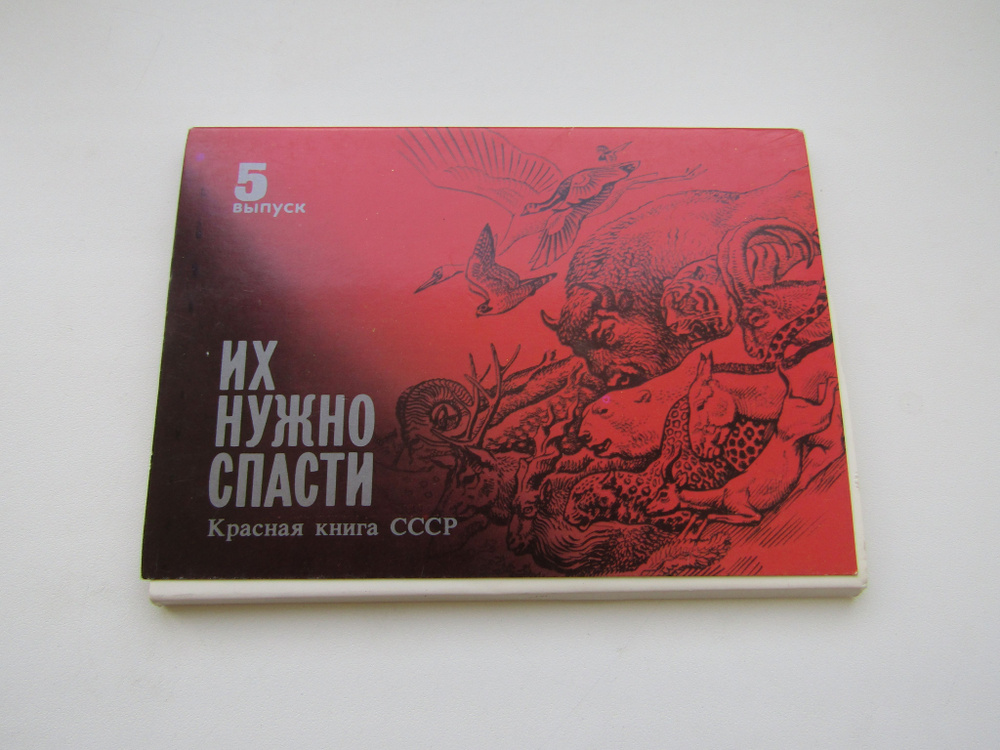 5
выпуск
ИХ
НУЖНО
СПАСТИ
Красная книга СССР